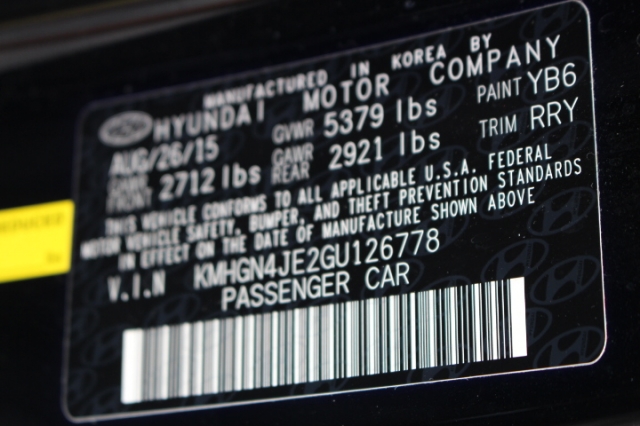 MANUFACTURED IN KOREA BY
HYUNDAI MOTOR COMPANY
AUG/26/15 GVWR 5379 lbs PAINT YB6
GAWR FRONT 2712 lbs GAWR REAR 2921 lbs TRIM RRY
THIS VEHICLE CONFORMS TO ALL APPLICABLE U.S.A. FEDERAL
MOTOR VEHICLE SAFETY, BUMPER, AND THEFT PREVENTION STANDARDS
IN EFFECT ON THE DATE OF MANUFACTURE SHOWN ABOVE
V.I.N KMHGN4JE2GU126778
PASSENGER CAR